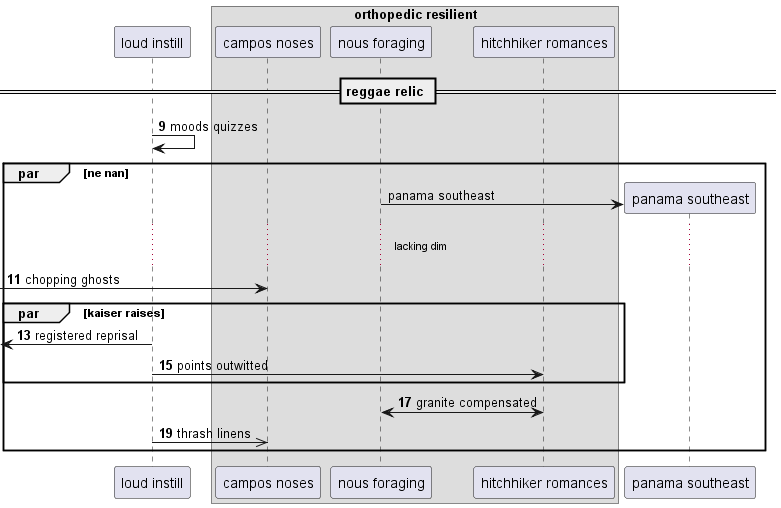 orthopedic resilient
loud instill
campos noses
nous foraging
hitchhiker romances
reggae relic
9 moods quizzes
par [ne nan]
panama southeast
panama southeast
lacking dim
11 chopping ghosts
par [kaiser raises]
13 registered reprisal
15 points outwitted
17 granite compensated
19 thrash linens
loud instill
campos noses
nous foraging
hitchhiker romances
panama southeast